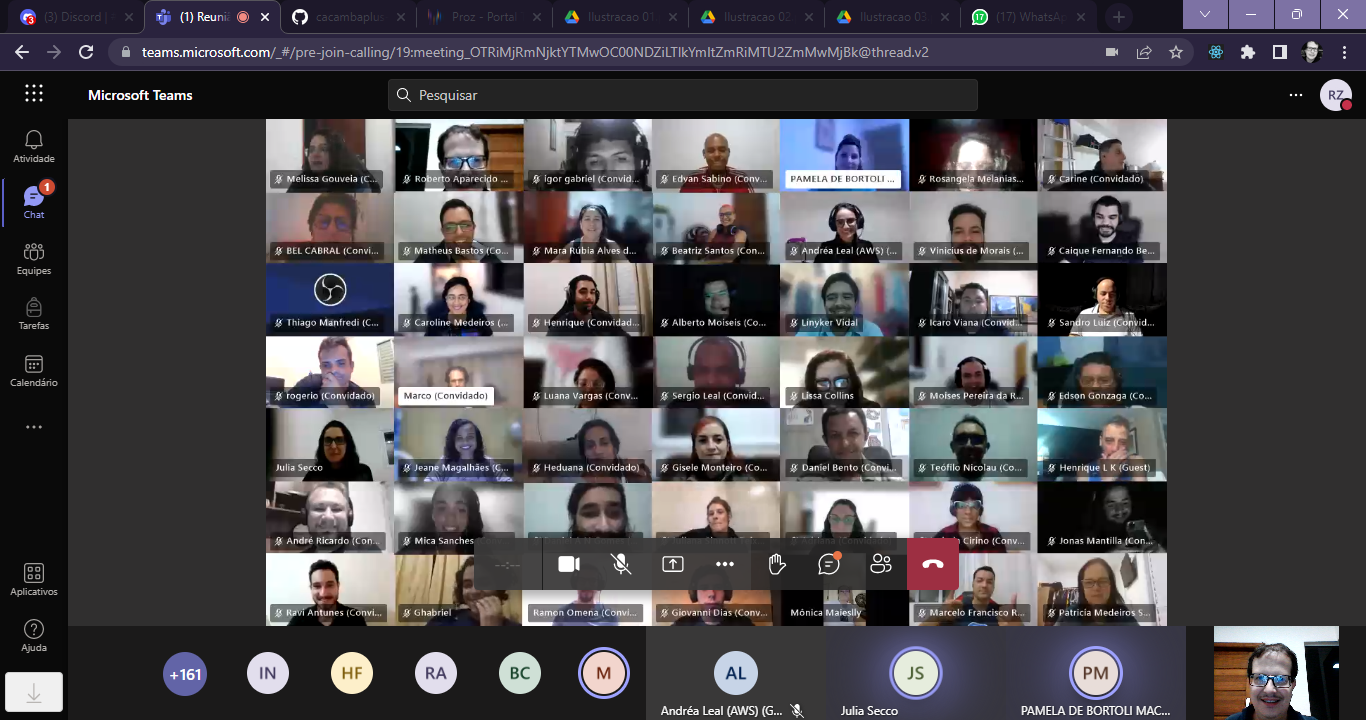 (3) Discord |
(1) Reuni
cacambaplus
Proz - Portal
Ilustracao 01
Ilustracao 02
Ilustracao 03
(17) WhatsA
17
teams.microsoft.com/_#/pre-join-calling/19:meeting_OTRiMjRmNjktYTMwOC00NDZiLTlkYmItZmRiMTU2ZmMwMjBk@thread.v2
Microsoft Teams
Pesquisar
RZ
Atividade
1
Chat
Equipes
Tarefas
Calendário
Aplicativos
Ajuda
Melissa Gouveia (C...
Roberto Aparecido ...
igor gabriel (Convid...
Edvan Sabino (Conv...
PAMELA DE BORTOLI ...
Rosangela Melanias...
Carine (Convidado)
BEL CABRAL (Convi...
Matheus Bastos (Co...
Mara Rubia Alves d...
Beatriz Santos (Con...
Andréa Leal (AWS) (...
Vinicius de Morais (...
Caique Fernando Be...
Thiago Manfredi (C...
Caroline Medeiros (...
Henrique (Convidad...
Alberto Moiseis (Co...
Linyker Vidal
Icaro Viana (Convid...
Sandro Luiz (Convid...
rogerio (Convidado)
Marco (Convidado)
Luana Vargas (Conv...
Sergio Leal (Convid...
Lissa Collins
Moises Pereira da R...
Edson Gonzaga (Co...
Julia Secco
Jeane Magalhães (C...
Heduana (Convidado)
Gisele Monteiro (Co...
Daniel Bento (Convi...
Teófilo Nicolau (Co...
Henrique L K (Guest)
André Ricardo (Con...
Mica Sanches
Cirino (Conv...
Jonas Mantilla (Con...
--:--
Ravi Antunes (Convi...
Ghabriel
Ramon Omena (Convi...
Giovanni Dias (Conv...
Mónica Maieslly
Marcelo Francisco R...
Patricia Medeiros S...
+161
IN
HF
RA
BC
M
AL
JS
PM
Andréa Leal (AWS) (G...
Julia Secco
PAMELA DE BORTOLI MAC...